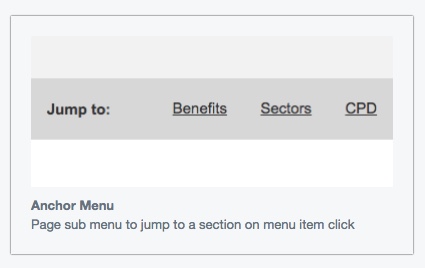 Jump to: Benefits Sectors CPD
Anchor Menu
Page sub menu to jump to a section on menu item click